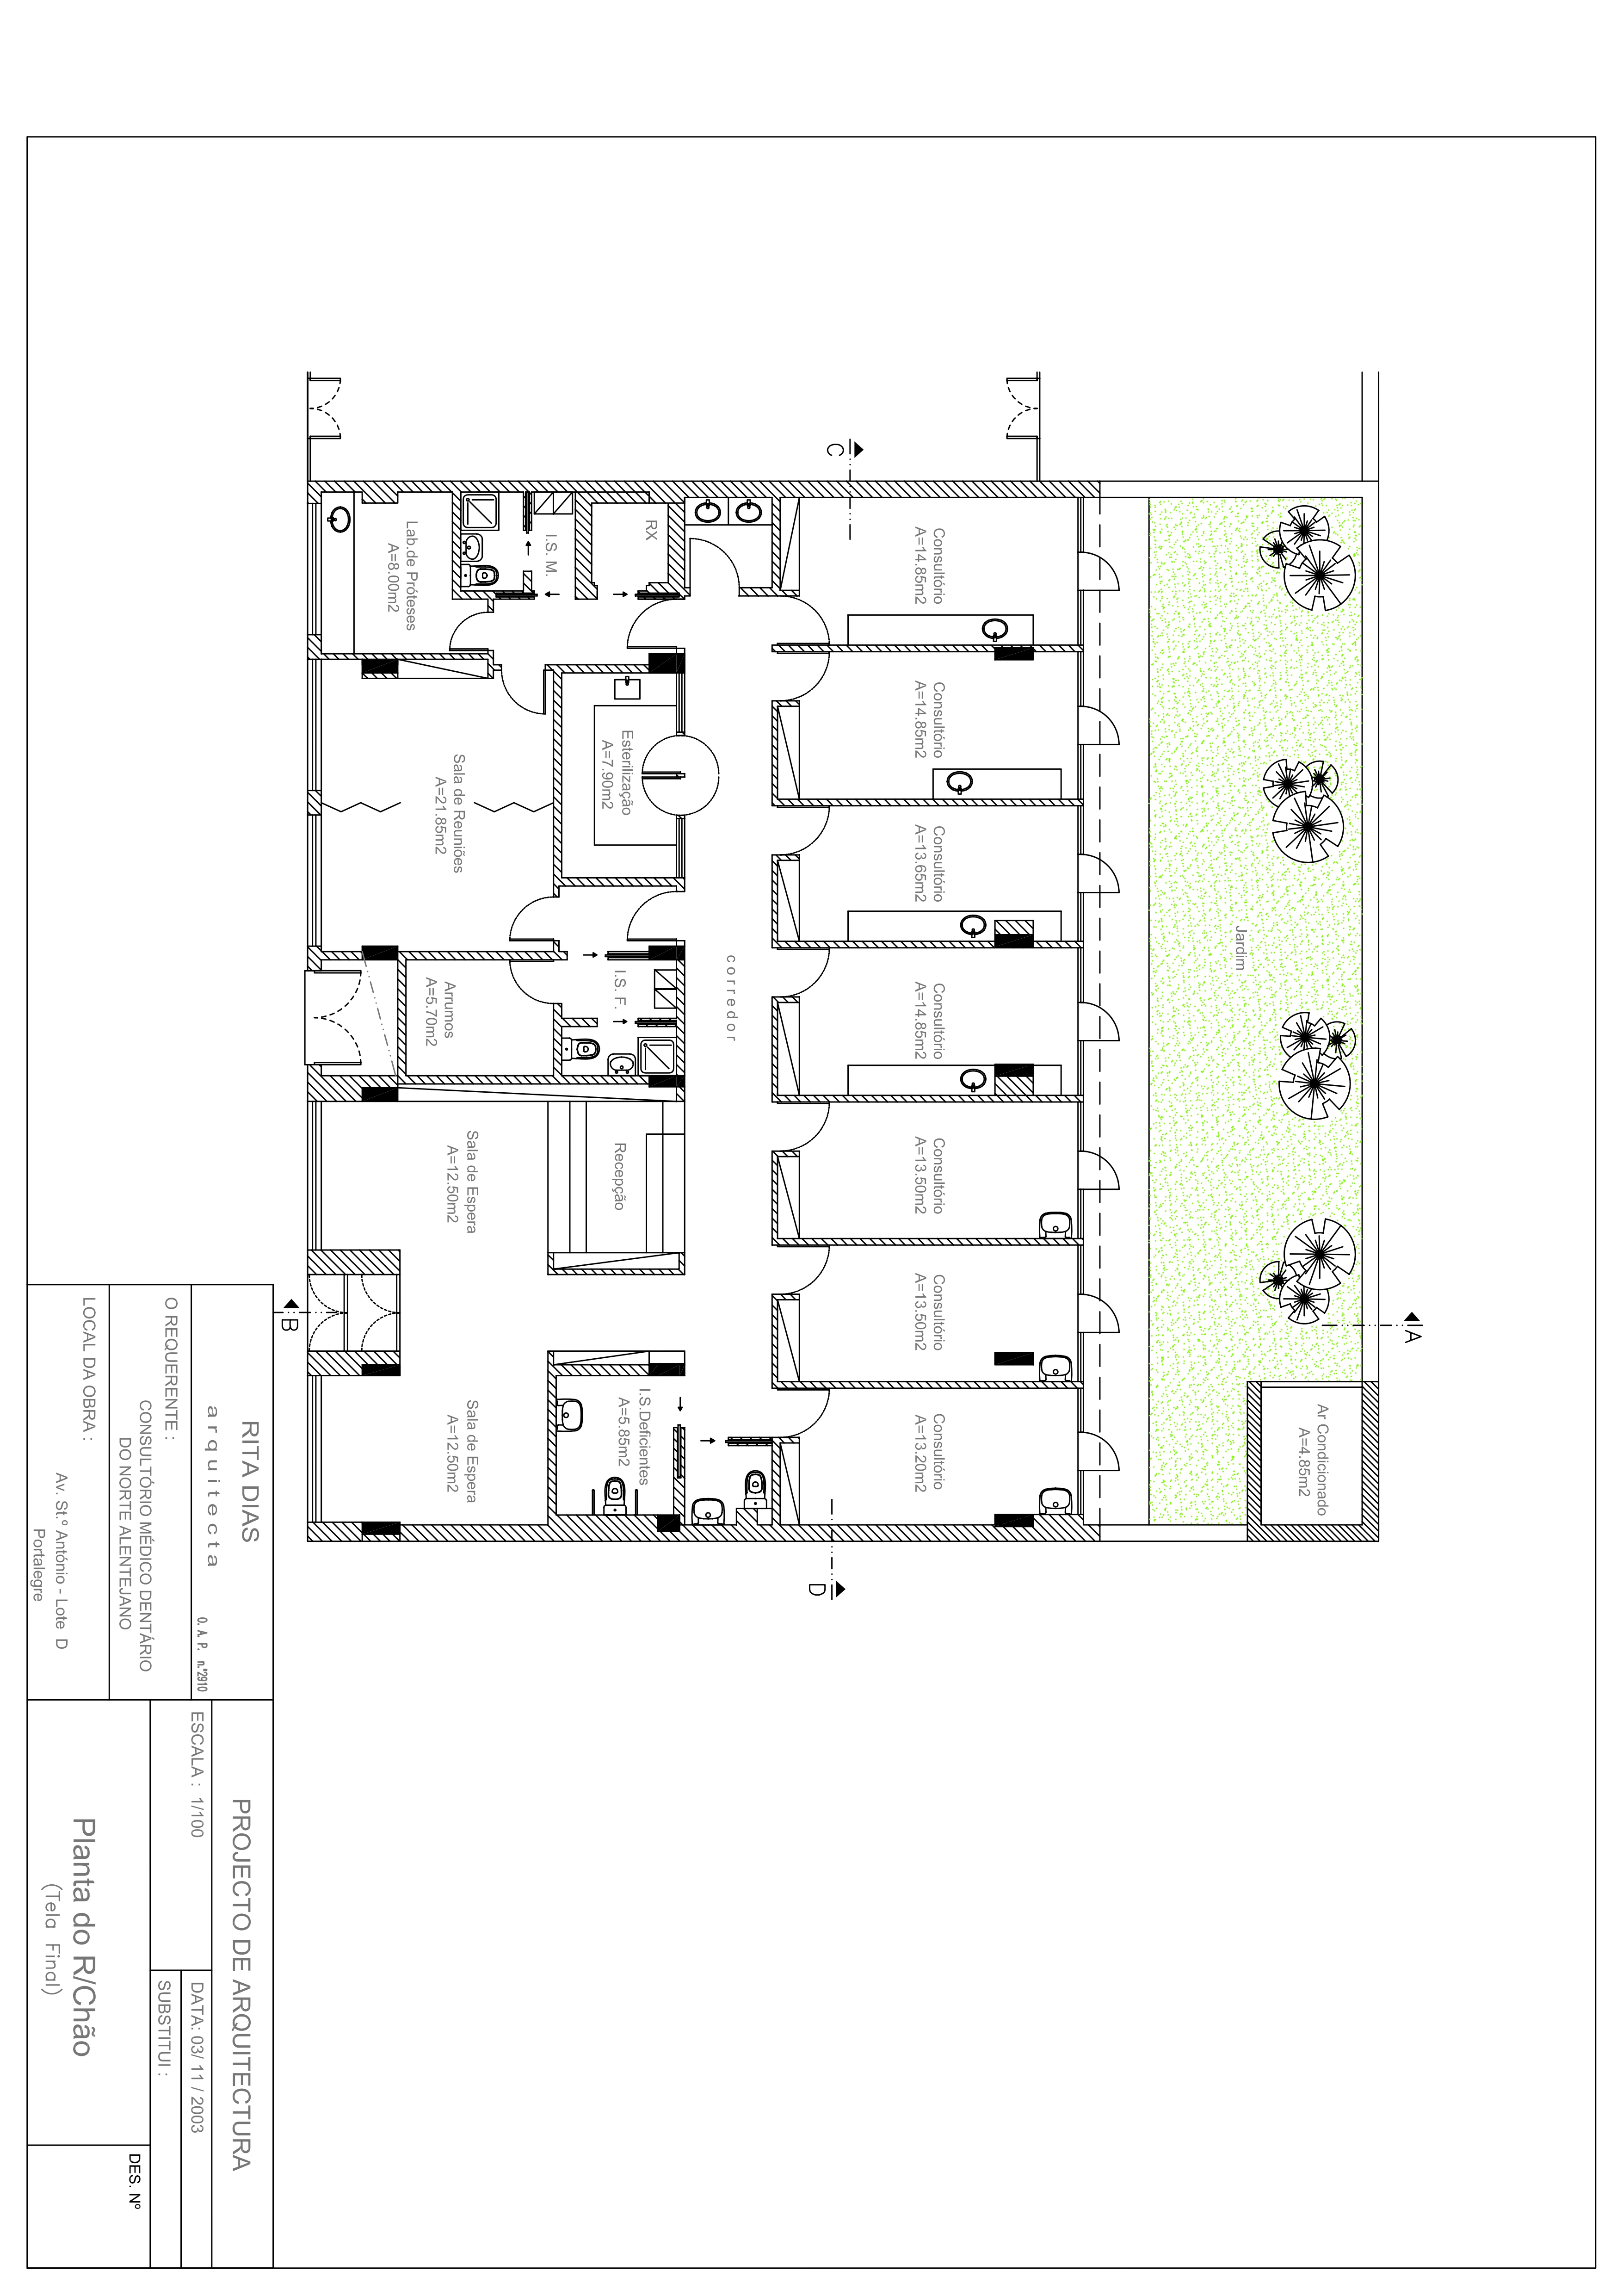 A
Jardim
Ar Condicionado
A=4.85m2
C
Consultório
A=14.85m2
Consultório
A=14.85m2
Consultório
A=13.65m2
Consultório
A=14.85m2
Consultório
A=13.50m2
Consultório
A=13.50m2
Consultório
A=13.20m2
D
corredor
RX
I.S. M.
Esterilização
A=7.90m2
I.S. F.
Recepção
I.S.Deficientes
A=5.85m2
Lab.de Próteses
A=8.00m2
Sala de Reuniões
A=21.85m2
Arrumos
A=5.70m2
Sala de Espera
A=12.50m2
Sala de Espera
A=12.50m2
B
RITA DIAS
arquitecta
O. A. P. n.º2910
O REQUERENTE :
CONSULTÓRIO MÉDICO DENTÁRIO
DO NORTE ALENTEJANO
LOCAL DA OBRA :
Av. St.º António - Lote D
Portalegre
PROJECTO DE ARQUITECTURA
ESCALA : 1/100
DATA: 03/ 11 / 2003
SUBSTITUI :
Planta do R/Chão
(Tela Final)
DES. Nº